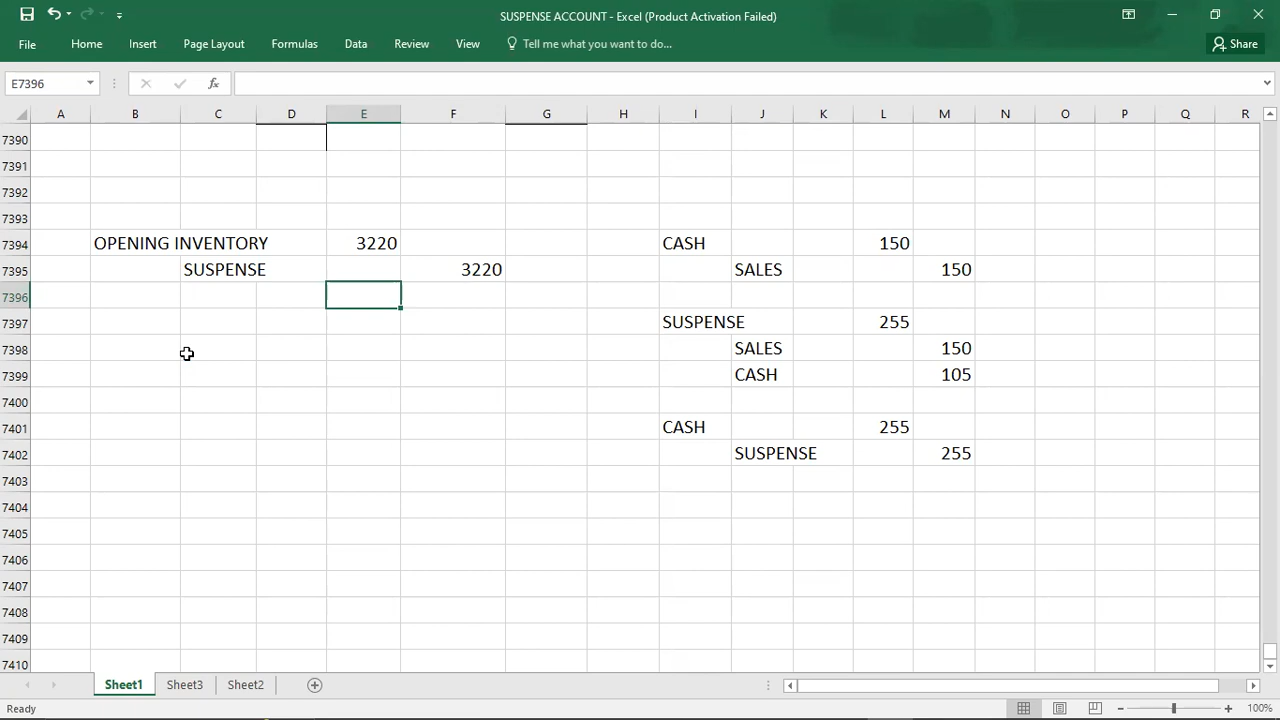 SUSPENSE ACCOUNT - Excel (Product Activation Failed)
File Home Insert Page Layout Formulas Data Review View Tell me what you want to do... Share
E7396
A B C D E F G H I J K L M N O P Q R
7390
7391
7392
7393
7394 OPENING INVENTORY 3220 CASH 150
7395 SUSPENSE 3220 SALES 150
7396
7397 SUSPENSE 255
7398 SALES 150
7399 CASH 105
7400
7401 CASH 255
7402 SUSPENSE 255
7403
7404
7405
7406
7407
7408
7409
7410
Sheet1 Sheet3 Sheet2
Ready 100%